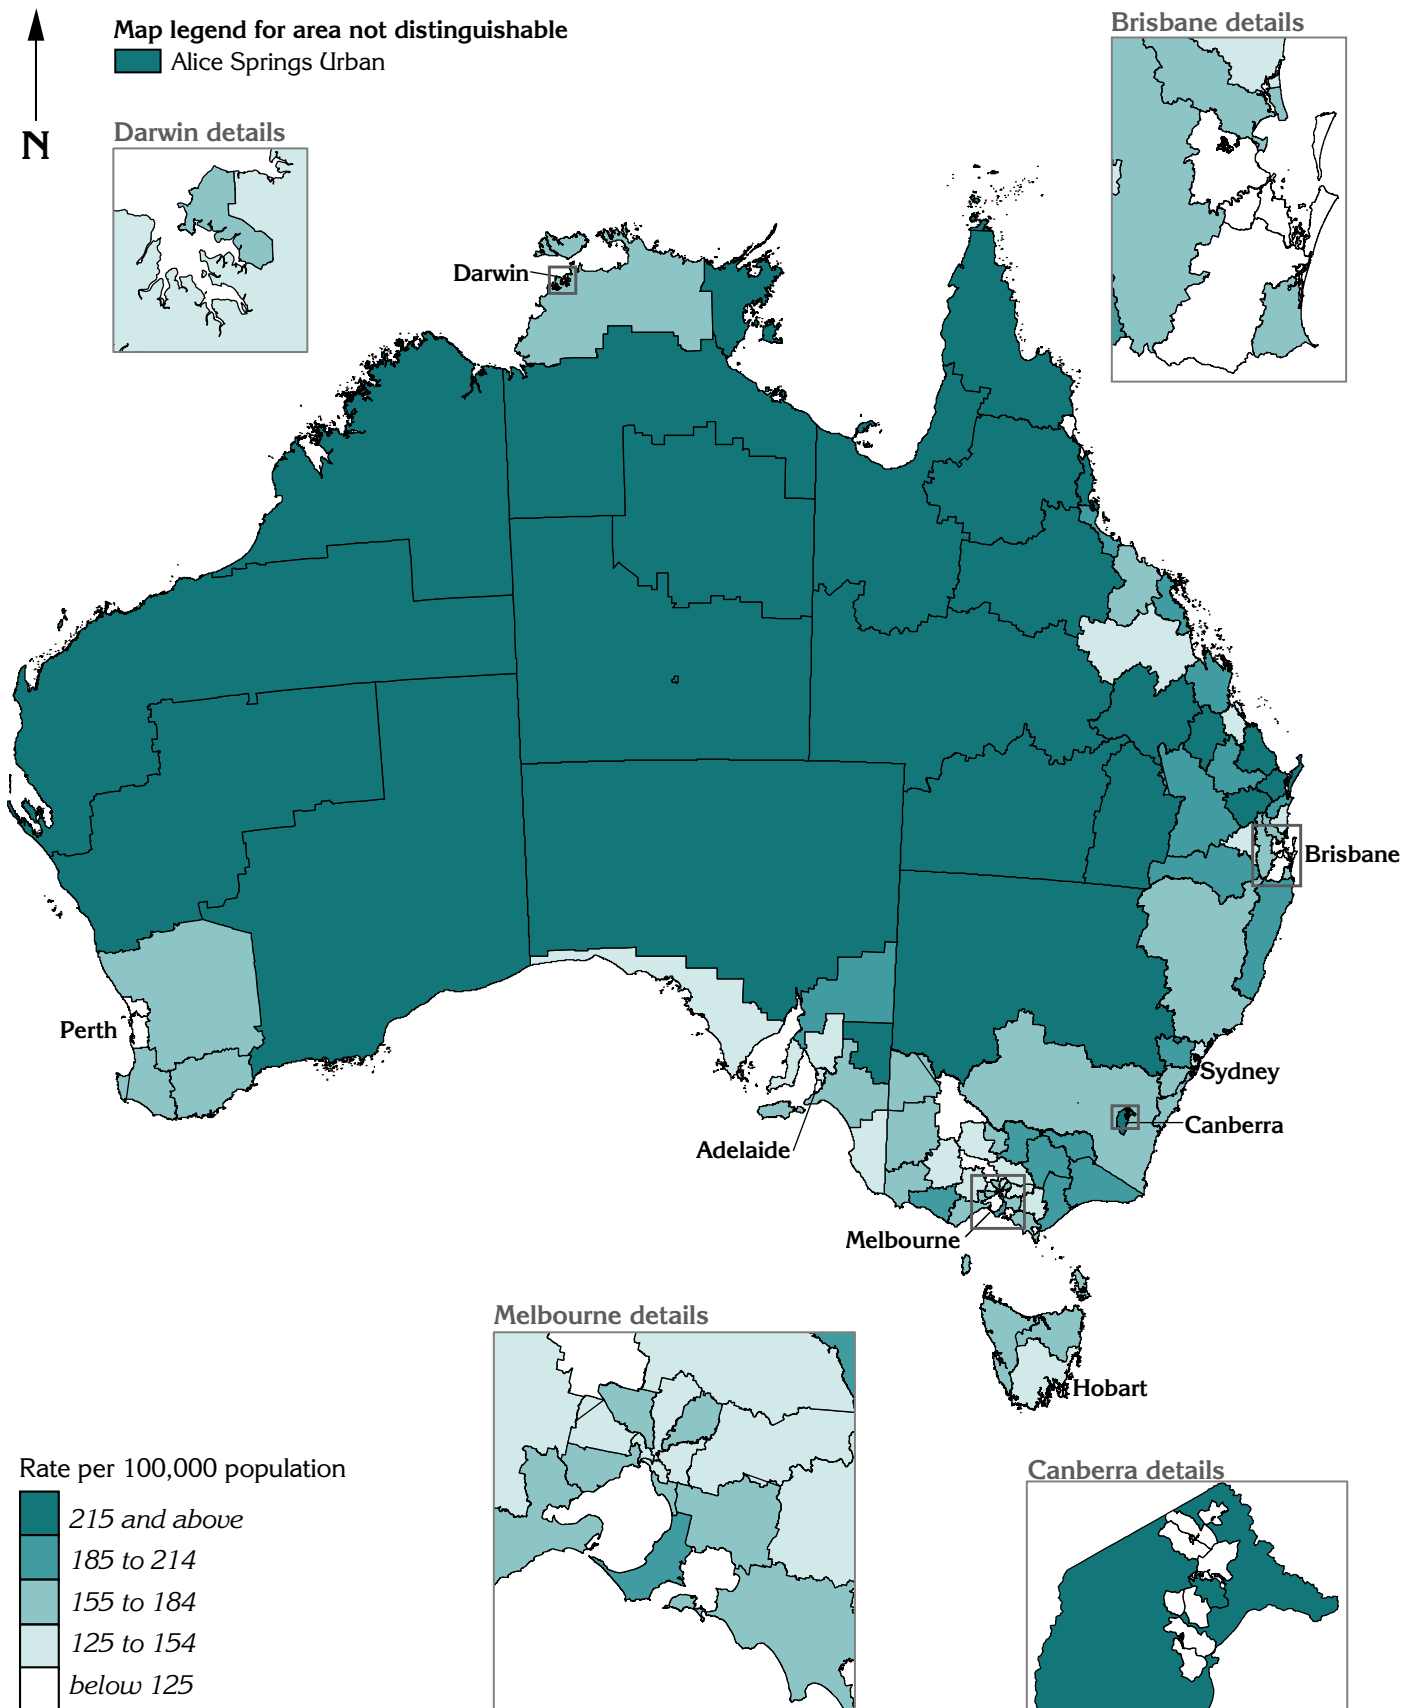 Map legend for area not distinguishable
Alice Springs Urban
Brisbane details
N
Darwin details
Darwin
Brisbane
Perth
Sydney
Canberra
Adelaide
Melbourne
Melbourne details
Hobart
Rate per 100,000 population
215 and above
185 to 214
155 to 184
125 to 154
below 125
Canberra details